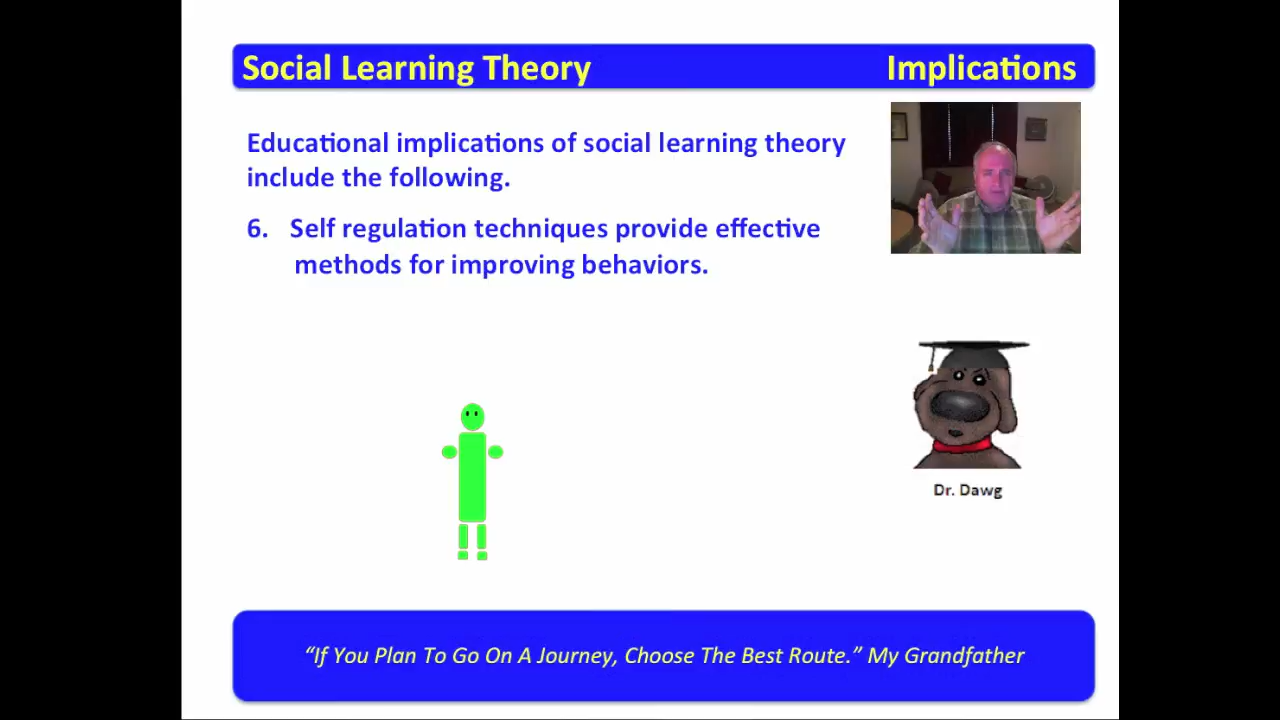 Social Learning Theory Implications
Educational implications of social learning theory
include the following.
6. Self regulation techniques provide effective
methods for improving behaviors.
Dr. Dawg
“If You Plan To Go On A Journey, Choose The Best Route.” My Grandfather